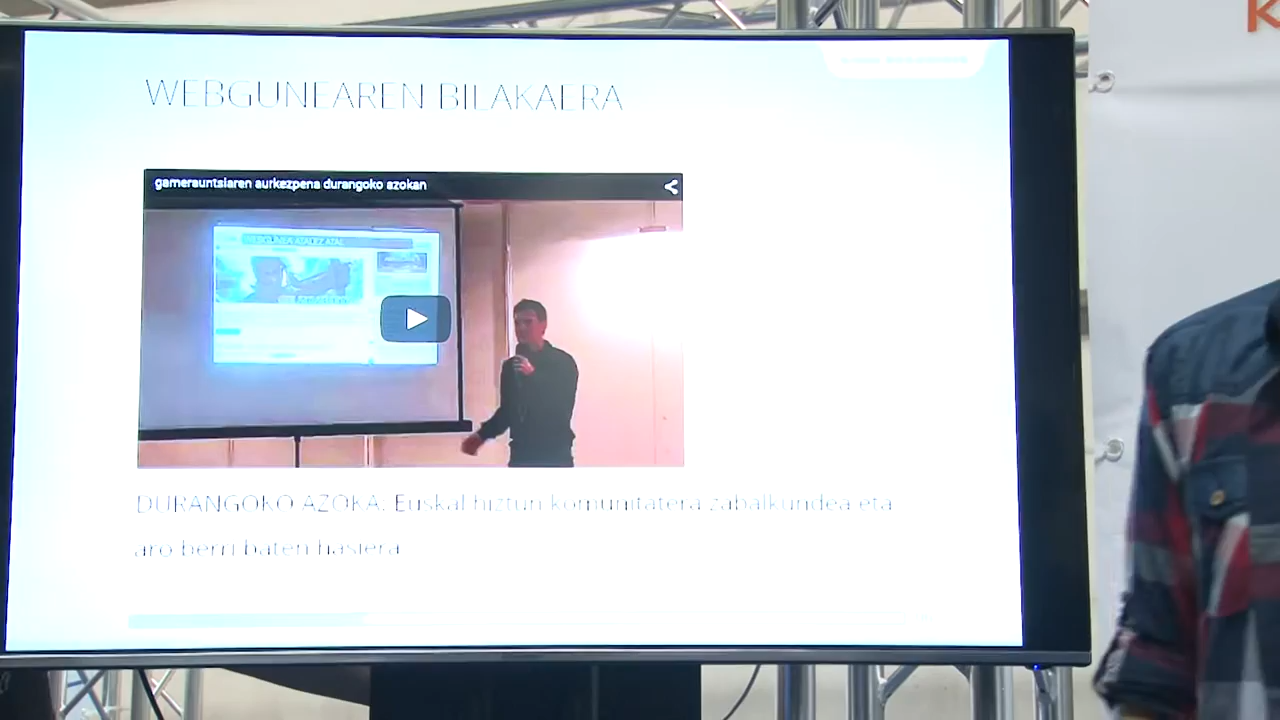 K
WEBGUNEAREN BILAKAERA
gamerauntsiaren aurkezpena durangoko azokan
DURANGOKO AZOKA: Euskal hiztun komunitatera zabalkundea eta
aro berri baten hasiera